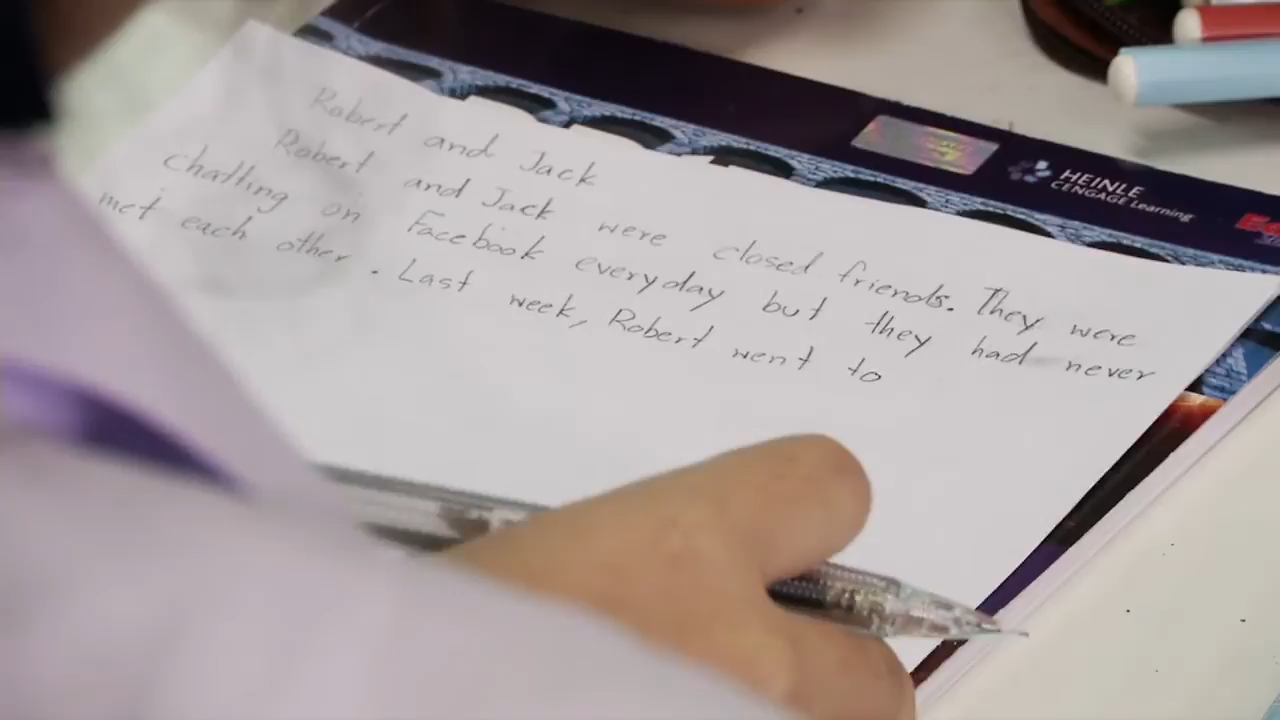 Robert and Jack
Robert and Jack were closed friends. They were
chatting on Facebook everyday but they had never
met each other. Last week, Robert went to
HEINLE
CENGAGE Learning